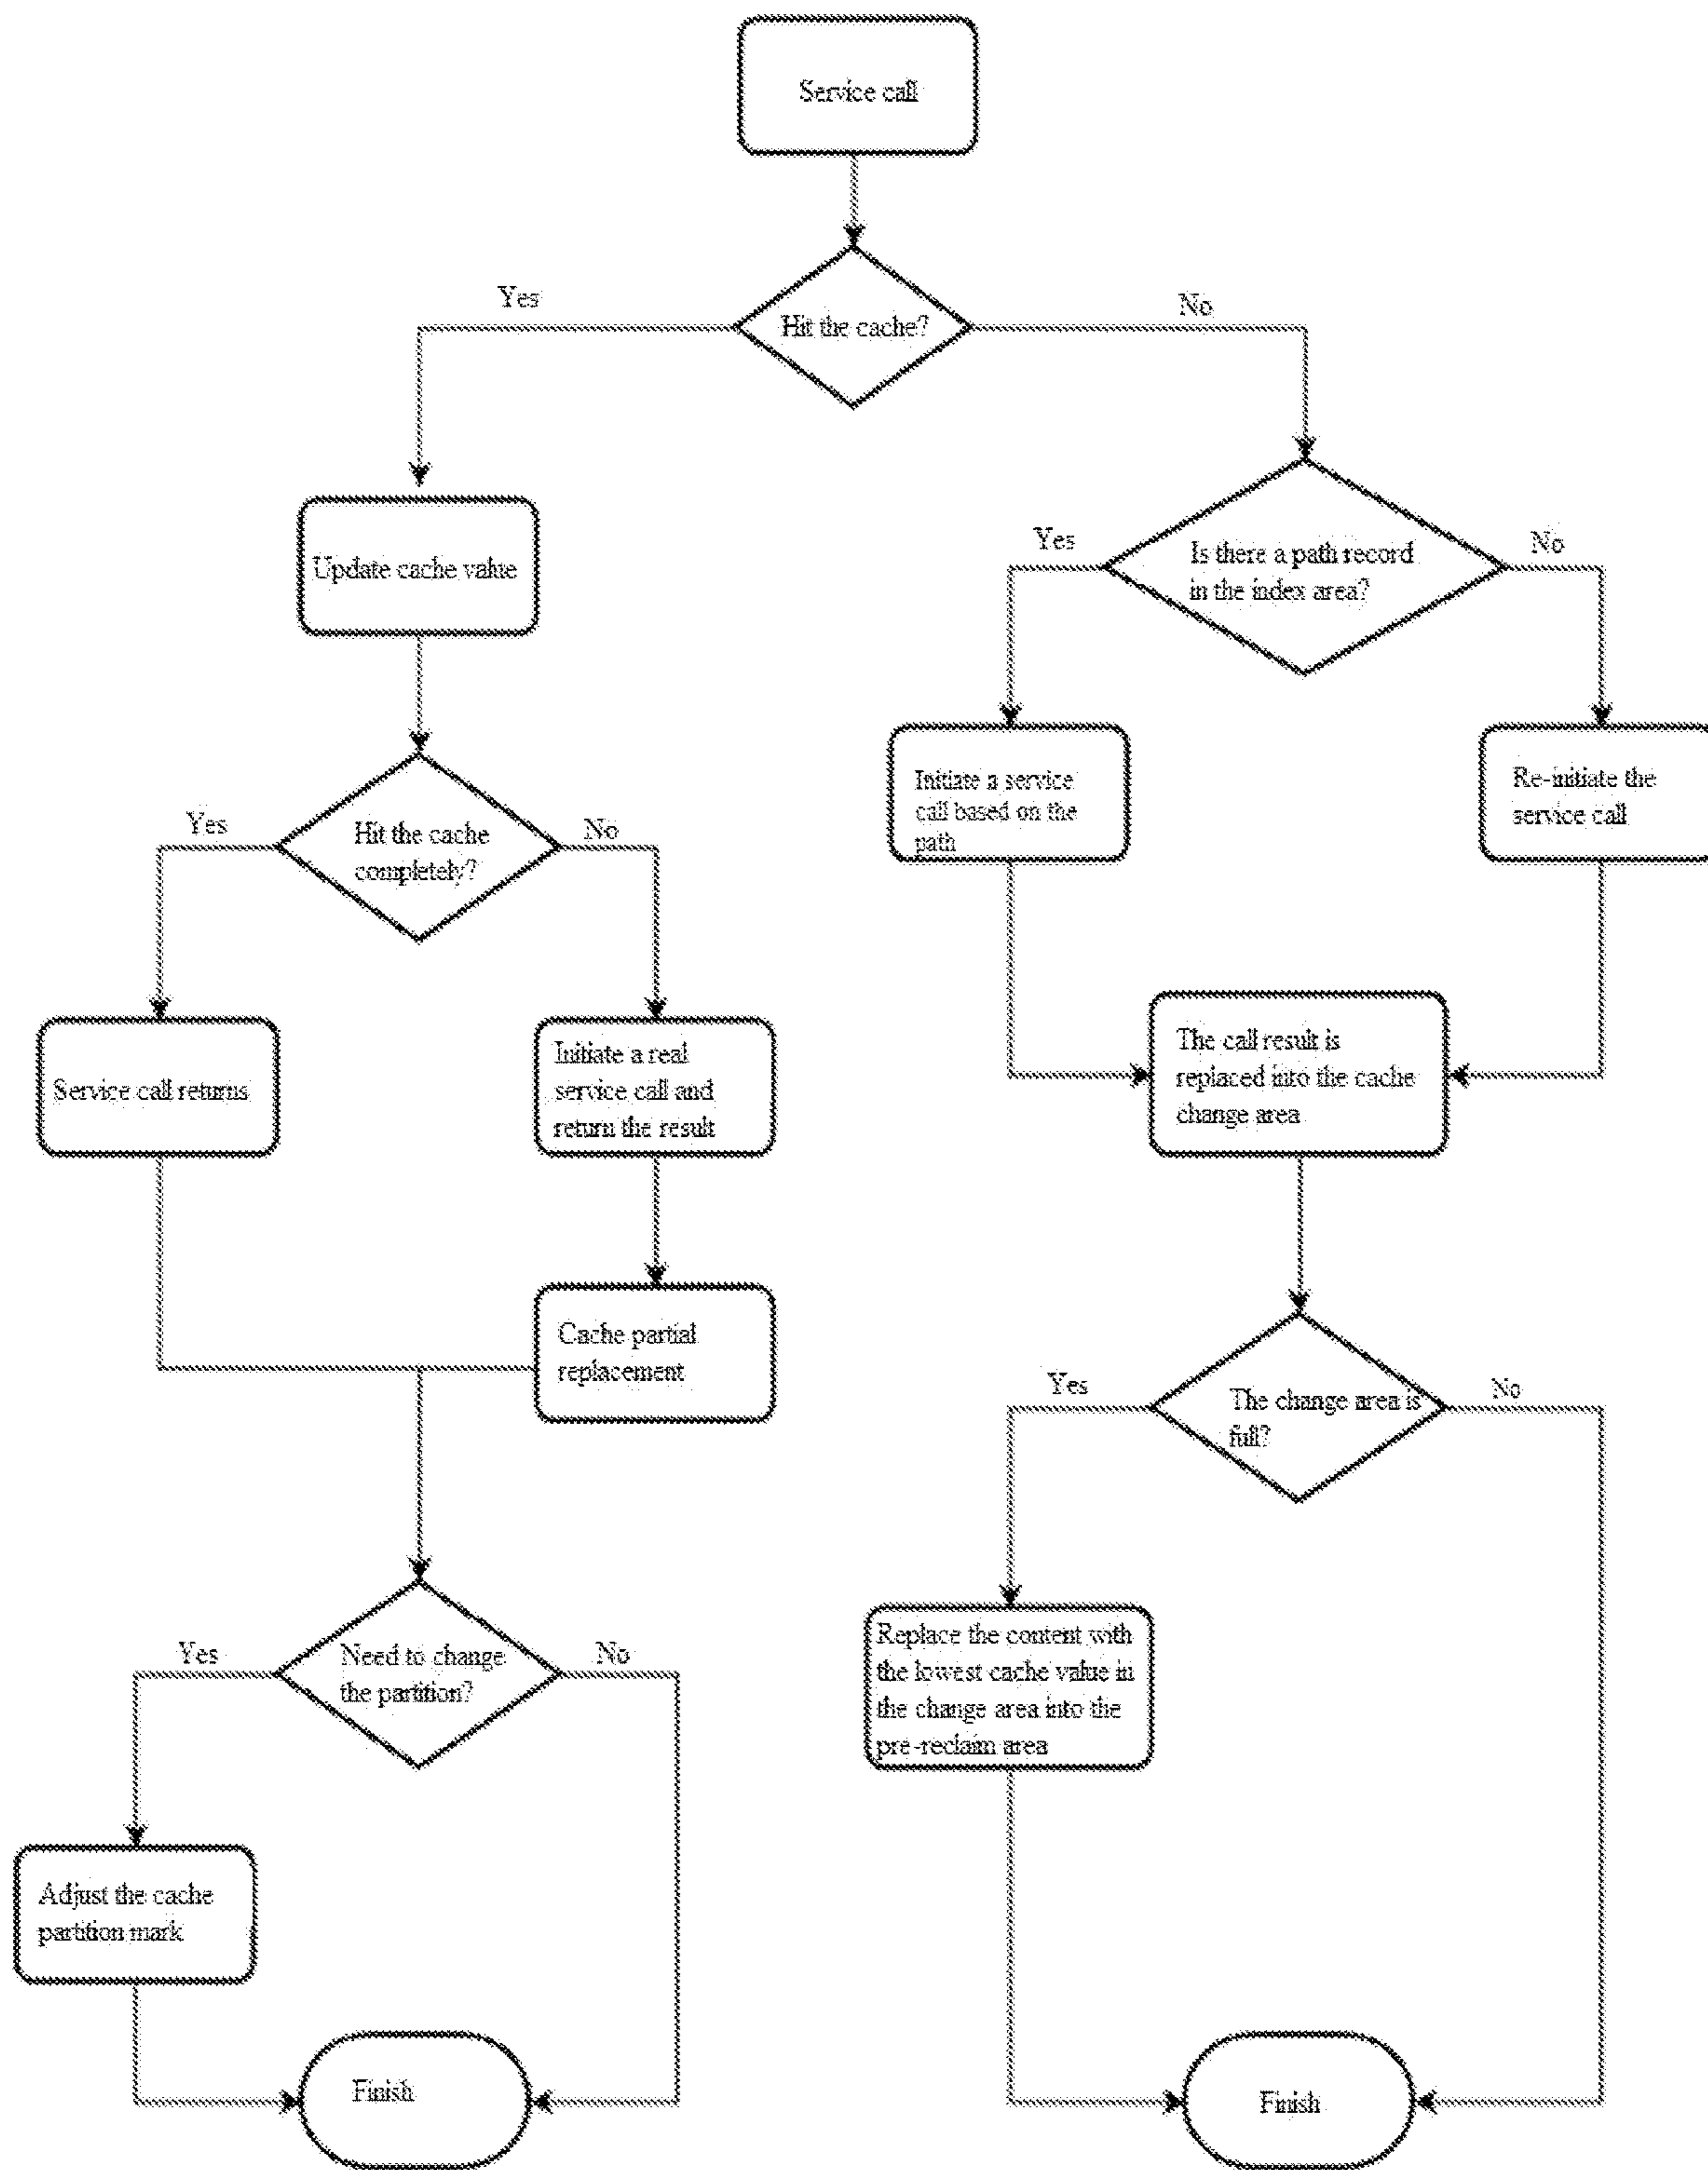 Service call
Hit the cache?
Yes
No
Update cache value
Is there a path record
in the index area?
Yes
No
Hit the cache
completely?
Yes
No
Initiate a service
call based on the
path
Re-initiate the
service call
Service call returns
Initiate a real
service call and
return the result
The call result is
replaced into the cache
change area
Cache partial
replacement
The change area is
full?
Yes
No
Need to change
the partition?
Yes
No
Replace the content with
the lowest cache value in
the change area into the
pre-reclaim area
Adjust the cache
partition mark
Finish
Finish